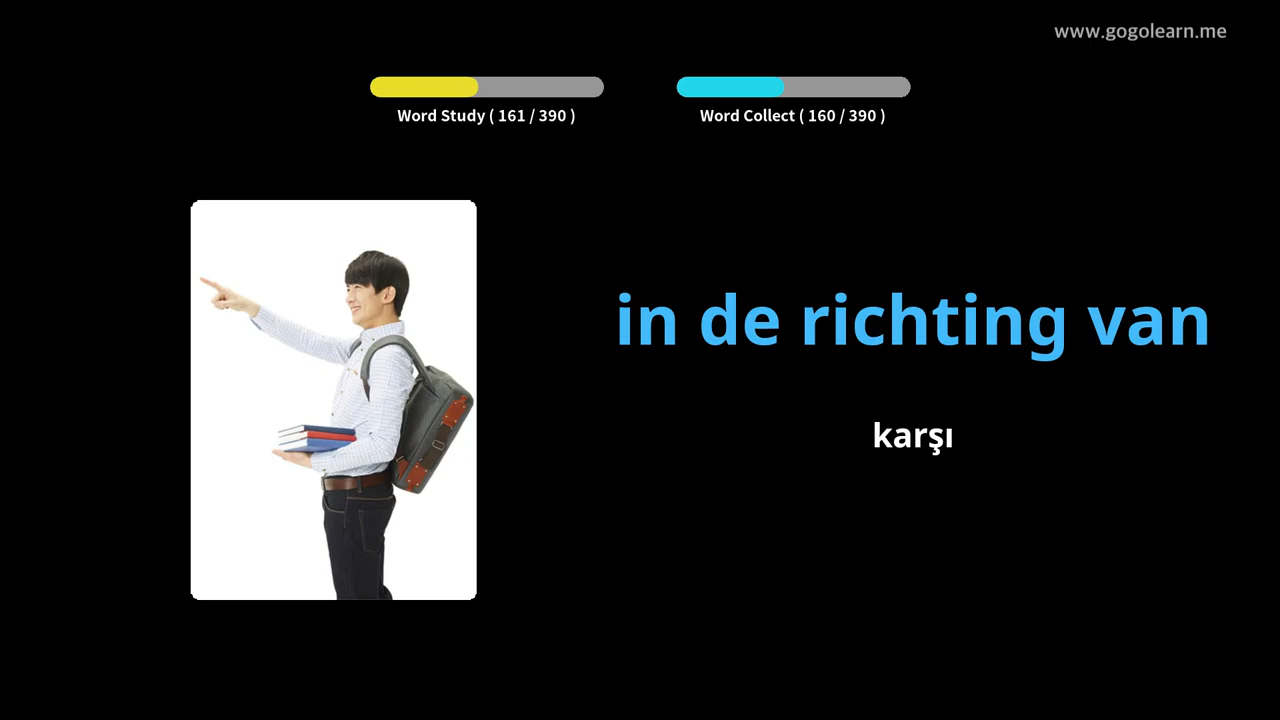 www.gogolearn.me
Word Study ( 161 / 390 )
Word Collect ( 160 / 390 )
in de richting van
karşı